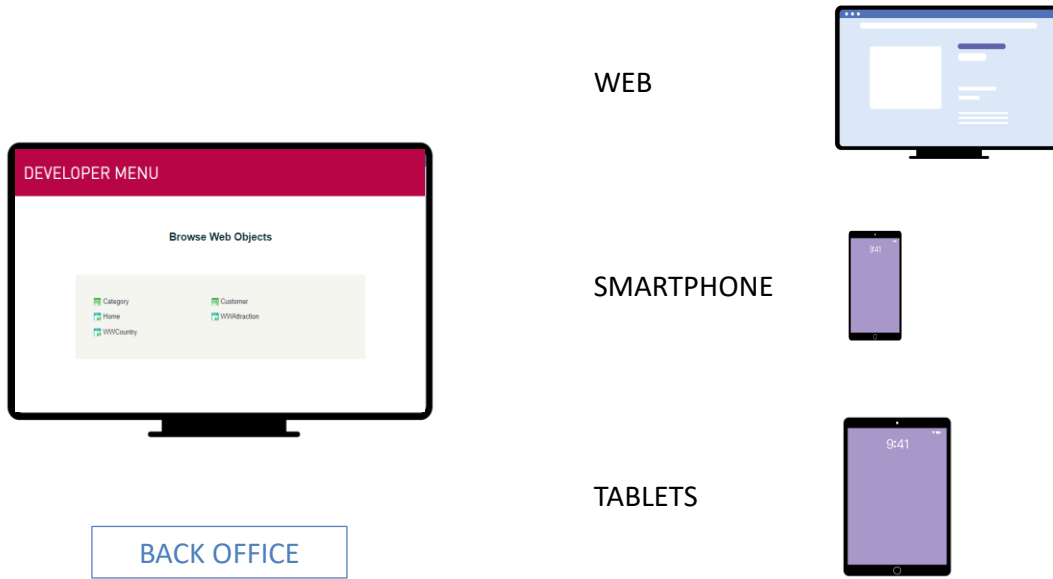 DEVELOPER MENU
Browse Web Objects
Category
Customer
Home
WWAttraction
WWCountry
BACK OFFICE
WEB
SMARTPHONE
9:41
TABLETS
9:41